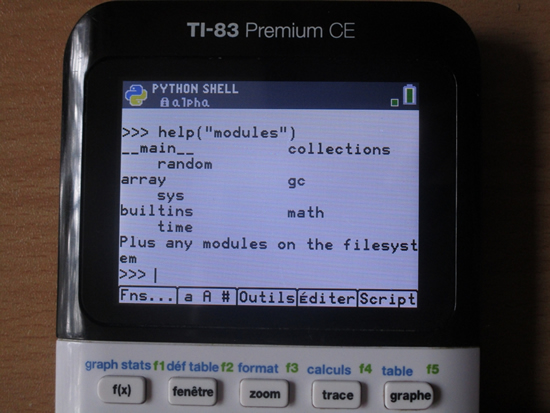 TI-83 Premium CE
PYTHON SHELL
alpha
>>> help("modules")
__main__ collections
random
array gc
sys
builtins math
time
Plus any modules on the filesyst
em
>>>
Fns... a A # Outils Éditer Script
graph stats f1 déf table f2 format f3 calculs f4 table f5
f(x) fenêtre zoom trace graphe